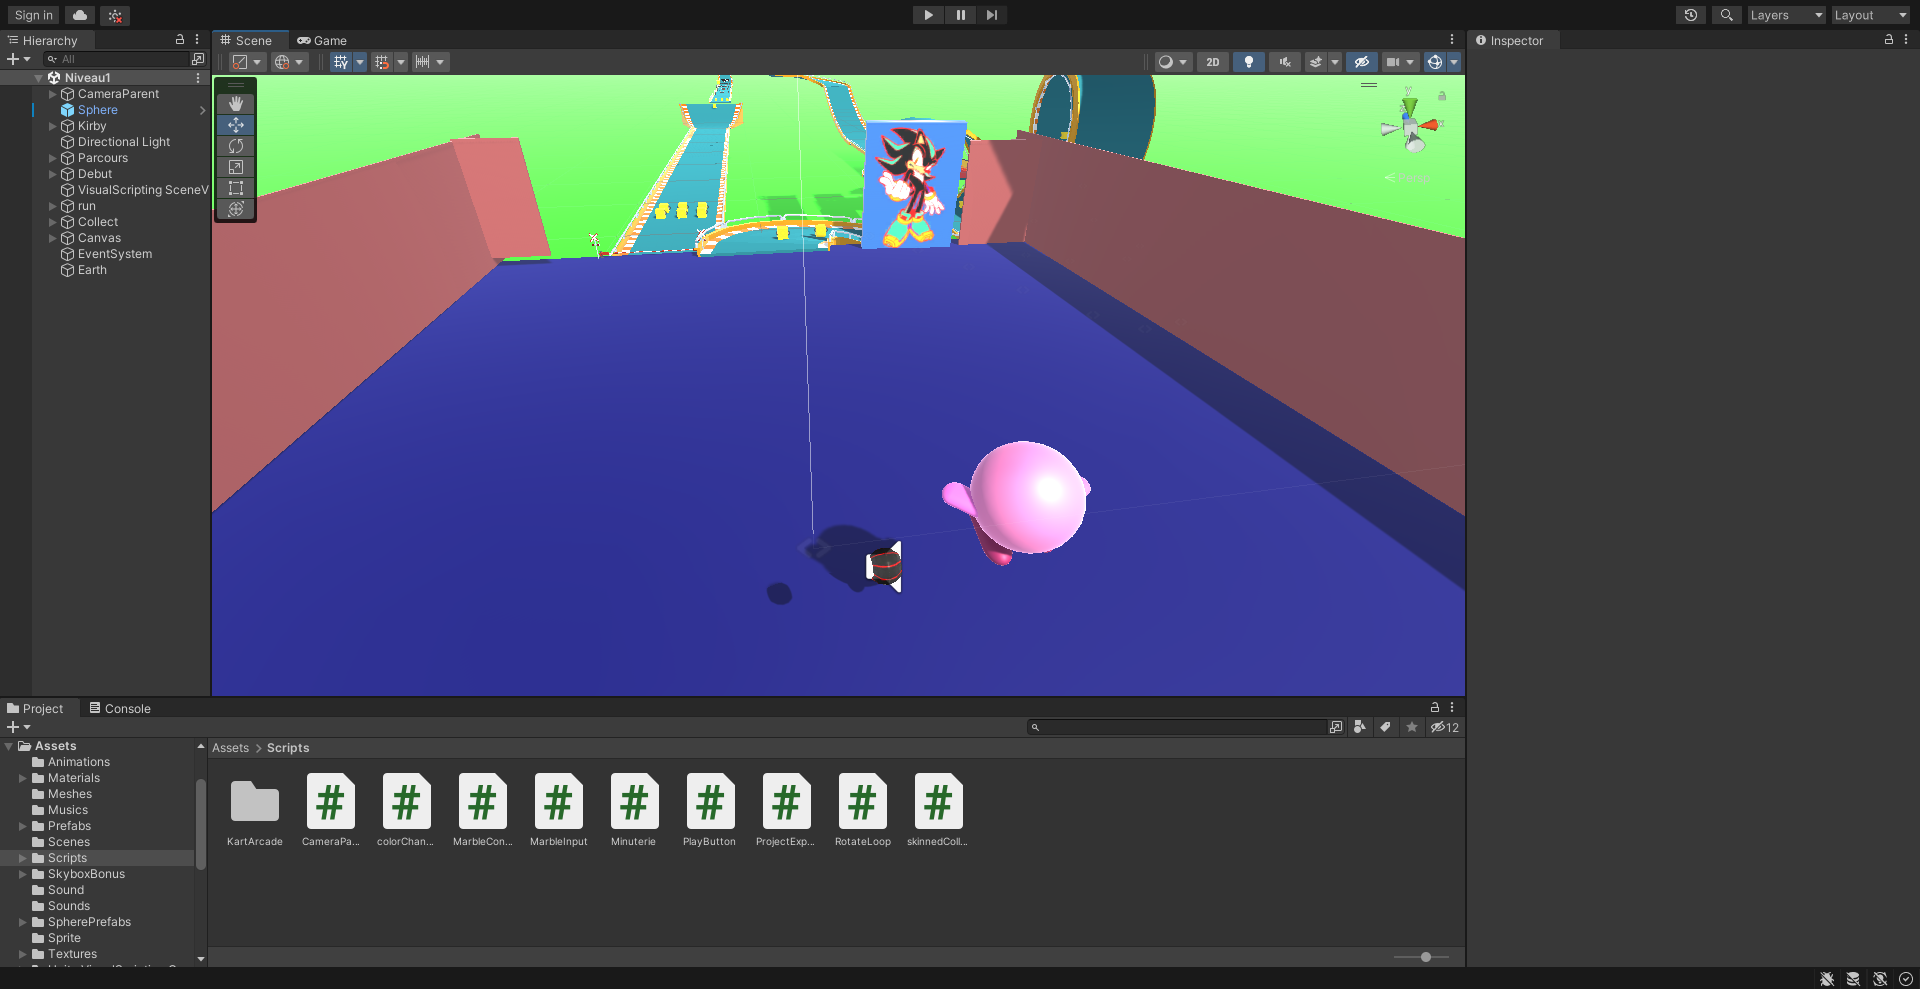 Sign in
Layers
Layout
Hierarchy
Scene
Game
Inspector
All
2D
Niveau1
CameraParent
Sphere
Kirby
Directional Light
Parcours
Debut
VisualScripting SceneV
run
Collect
Canvas
EventSystem
Earth
Project
Console
12
Assets
Animations
Materials
Meshes
Musics
Prefabs
Scenes
Scripts
SkyboxBonus
Sound
Sounds
SpherePrefabs
Sprite
Textures
Assets > Scripts
KartArcade
CameraPa...
colorChan...
MarbleCon...
MarbleInput
Minuterie
PlayButton
ProjectExp...
RotateLoop
skinnedColl...